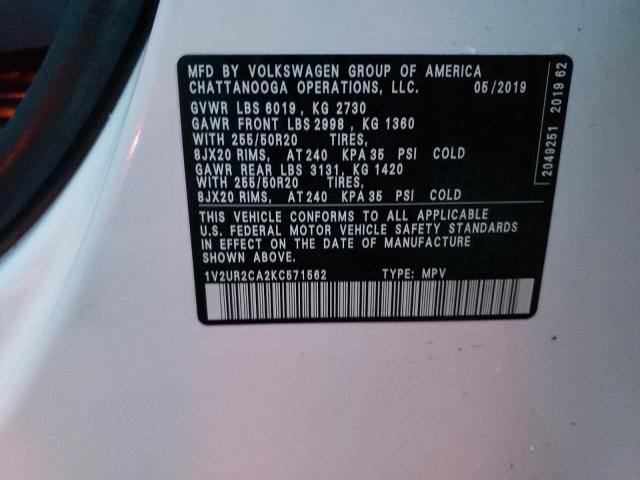 MFD BY VOLKSWAGEN GROUP OF AMERICA
CHATTANOOGA OPERATIONS, LLC. 05/2019
GVWR LBS 6019 , KG 2730
GAWR FRONT LBS 2998 , KG 1360
WITH 255/50R20 TIRES,
8JX20 RIMS, AT 240 KPA 35 PSI COLD
GAWR REAR LBS 3131, KG 1420
WITH 255/50R20 TIRES,
8JX20 RIMS, AT 240 KPA 35 PSI COLD
THIS VEHICLE CONFORMS TO ALL APPLICABLE
U.S. FEDERAL MOTOR VEHICLE SAFETY STANDARDS
IN EFFECT ON THE DATE OF MANUFACTURE
SHOWN ABOVE.
1V2UR2CA2KC571562 TYPE: MPV
2049251 2019 62